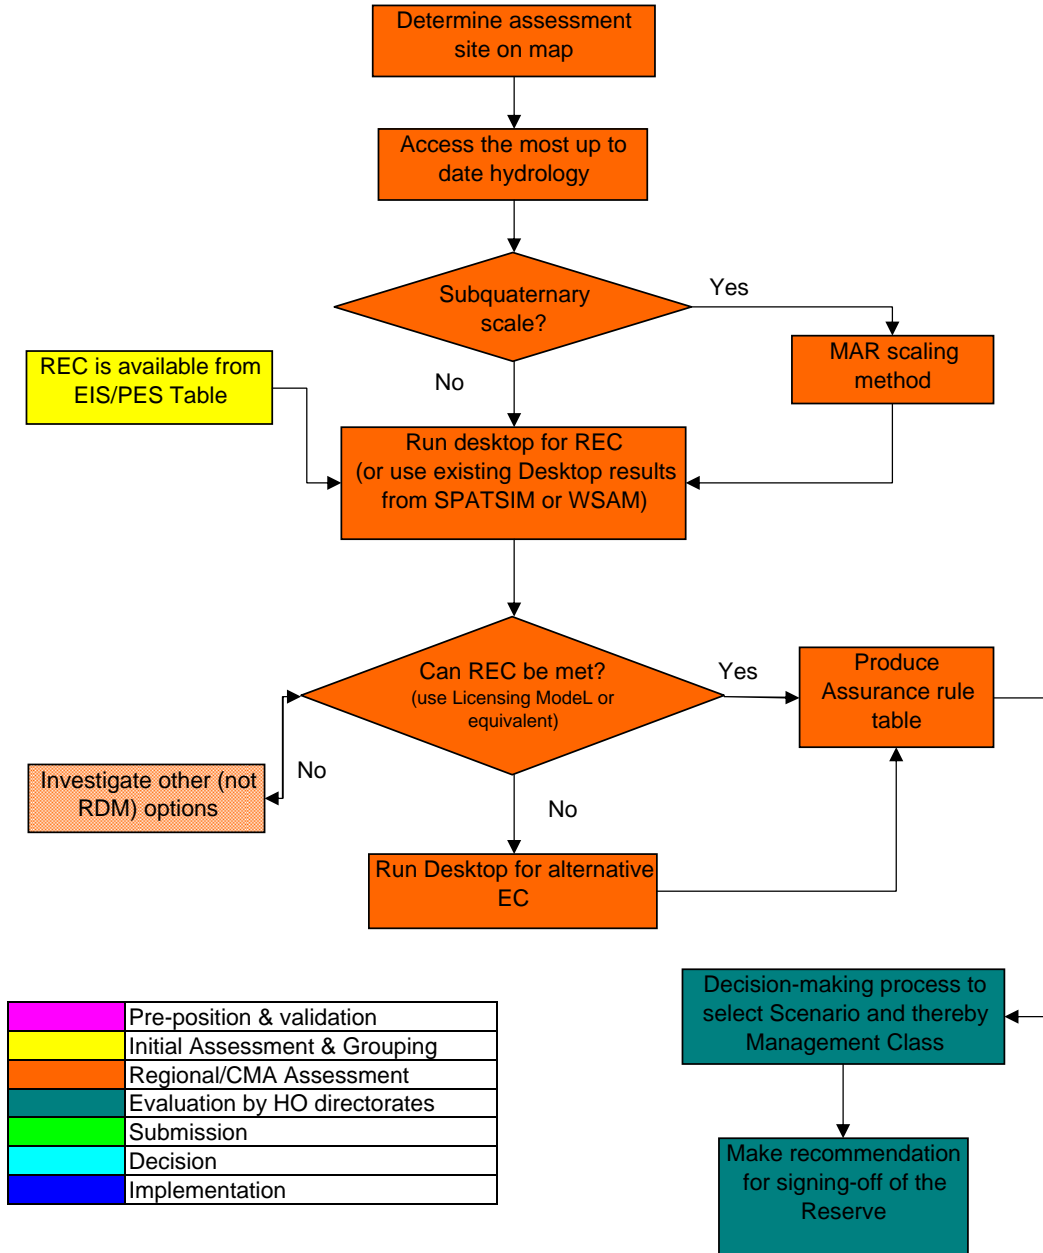 Determine assessment
site on map
Access the most up to
date hydrology
Subquaternary
scale?
Yes
MAR scaling
method
REC is available from
EIS/PES Table
No
Run desktop for REC
(or use existing Desktop results
from SPATSIM or WSAM)
Can REC be met?
(use Licensing ModeL or
equivalent)
Yes
Produce
Assurance rule
table
No
Investigate other (not
RDM) options
No
Run Desktop for alternative
EC
Decision-making process to
select Scenario and thereby
Management Class
Make recommendation
for signing-off of the
Reserve
Pre-position & validation
Initial Assessment & Grouping
Regional/CMA Assessment
Evaluation by HO directorates
Submission
Decision
Implementation